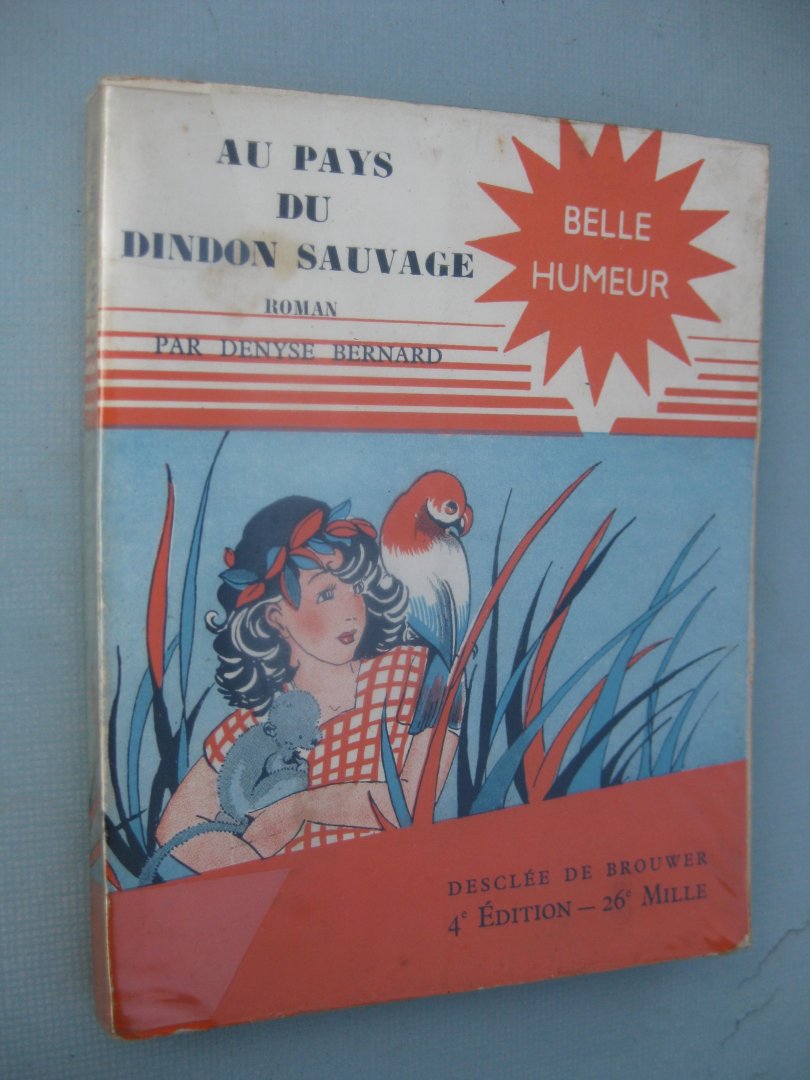 AU PAYS
DU
DINDON SAUVAGE
ROMAN
PAR DENYSE BERNARD
BELLE
HUMEUR
DESCLÉE DE BROUWER
4e ÉDITION — 26e MILLE